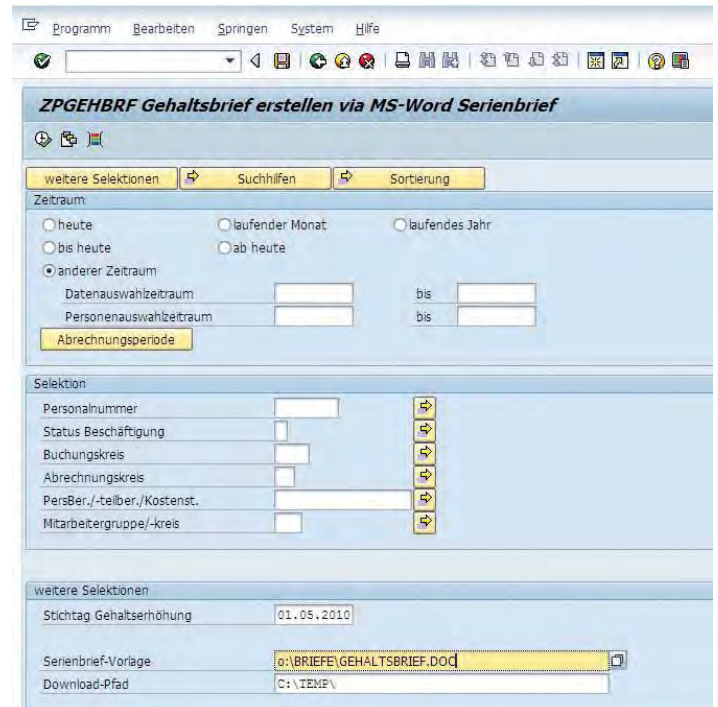 Programm Bearbeiten Springen System Hilfe
ZPGEHBRF Gehaltsbrief erstellen via MS-Word Serienbrief
weitere Selektionen Suchhilfen Sortierung
Zeitraum
heute laufender Monat laufendes Jahr
bis heute ab heute
anderer Zeitraum
Datenauswahlzeitraum bis
Personenauswahlzeitraum bis
Abrechnungsperiode
Selektion
Personalnummer
Status Beschäftigung
Buchungskreis
Abrechnungskreis
PersBer./-teilber./Kostenst.
Mitarbeitergruppe/-kreis
weitere Selektionen
Stichtag Gehaltserhöhung 01.05.2010
Serienbrief-Vorlage o:\BRIEFE\GEHALTSBRIEF.DOC
Download-Pfad C:\TEMP\